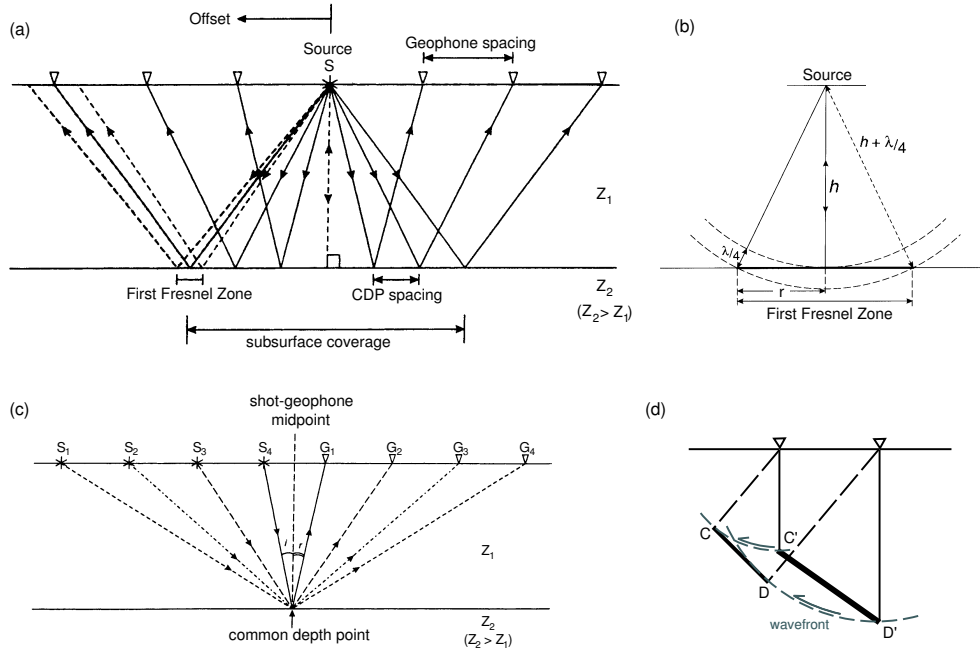 (a)
Offset
Source
S
Geophone spacing
Z1
First Fresnel Zone
CDP spacing
Z2
(Z2> Z1)
subsurface coverage
(b)
Source
h + λ/4
h
λ/4
r
First Fresnel Zone
(c)
shot-geophone
midpoint
S1 S2 S3 S4 G1 G2 G3 G4
i r
Z1
common depth point
Z2
(Z2 > Z1)
(d)
C C'
D
wavefront
D'